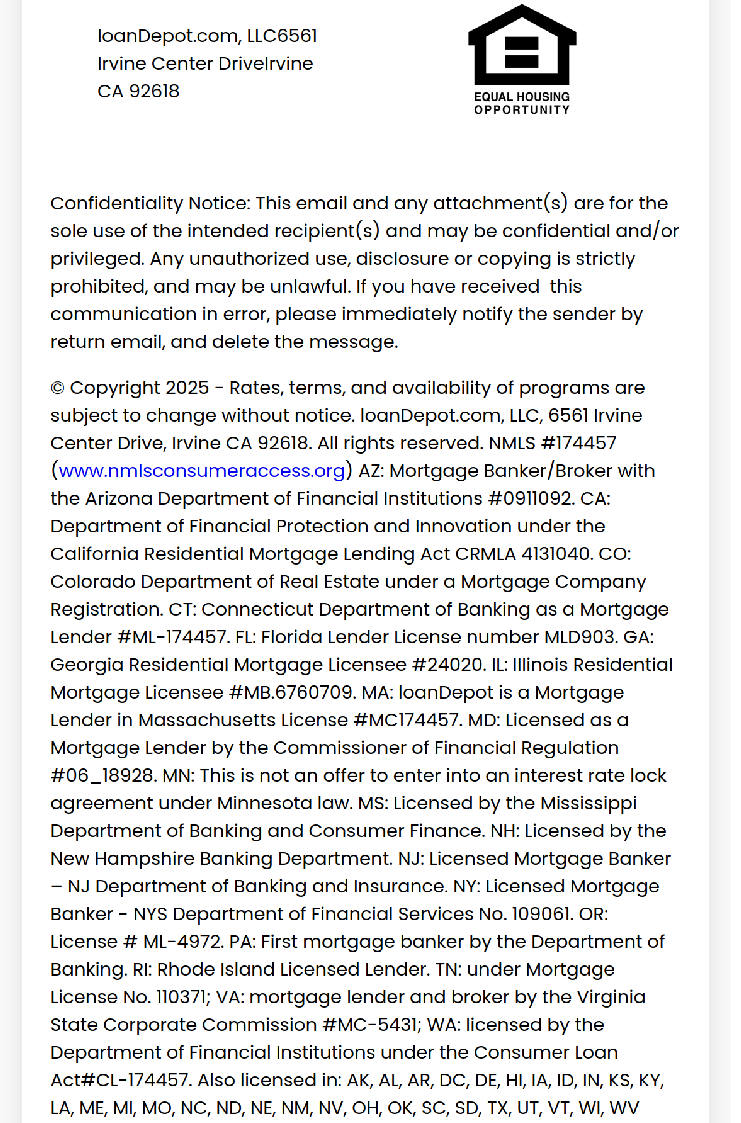 loanDepot.com, LLC6561
Irvine Center DriveIrvine
CA 92618
EQUAL HOUSING
OPPORTUNITY
Confidentiality Notice: This email and any attachment(s) are for the
sole use of the intended recipient(s) and may be confidential and/or
privileged. Any unauthorized use, disclosure or copying is strictly
prohibited, and may be unlawful. If you have received  this
communication in error, please immediately notify the sender by
return email, and delete the message.
© Copyright 2025 - Rates, terms, and availability of programs are
subject to change without notice. loanDepot.com, LLC, 6561 Irvine
Center Drive, Irvine CA 92618. All rights reserved. NMLS #174457
(www.nmlsconsumeraccess.org) AZ: Mortgage Banker/Broker with
the Arizona Department of Financial Institutions #0911092. CA:
Department of Financial Protection and Innovation under the
California Residential Mortgage Lending Act CRMLA 4131040. CO:
Colorado Department of Real Estate under a Mortgage Company
Registration. CT: Connecticut Department of Banking as a Mortgage
Lender #ML-174457. FL: Florida Lender License number MLD903. GA:
Georgia Residential Mortgage Licensee #24020. IL: Illinois Residential
Mortgage Licensee #MB.6760709. MA: loanDepot is a Mortgage
Lender in Massachusetts License #MC174457. MD: Licensed as a
Mortgage Lender by the Commissioner of Financial Regulation
#06_18928. MN: This is not an offer to enter into an interest rate lock
agreement under Minnesota law. MS: Licensed by the Mississippi
Department of Banking and Consumer Finance. NH: Licensed by the
New Hampshire Banking Department. NJ: Licensed Mortgage Banker
– NJ Department of Banking and Insurance. NY: Licensed Mortgage
Banker - NYS Department of Financial Services No. 109061. OR:
License # ML-4972. PA: First mortgage banker by the Department of
Banking. RI: Rhode Island Licensed Lender. TN: under Mortgage
License No. 110371; VA: mortgage lender and broker by the Virginia
State Corporate Commission #MC-5431; WA: licensed by the
Department of Financial Institutions under the Consumer Loan
Act#CL-174457. Also licensed in: AK, AL, AR, DC, DE, HI, IA, ID, IN, KS, KY,
LA, ME, MI, MO, NC, ND, NE, NM, NV, OH, OK, SC, SD, TX, UT, VT, WI, WV